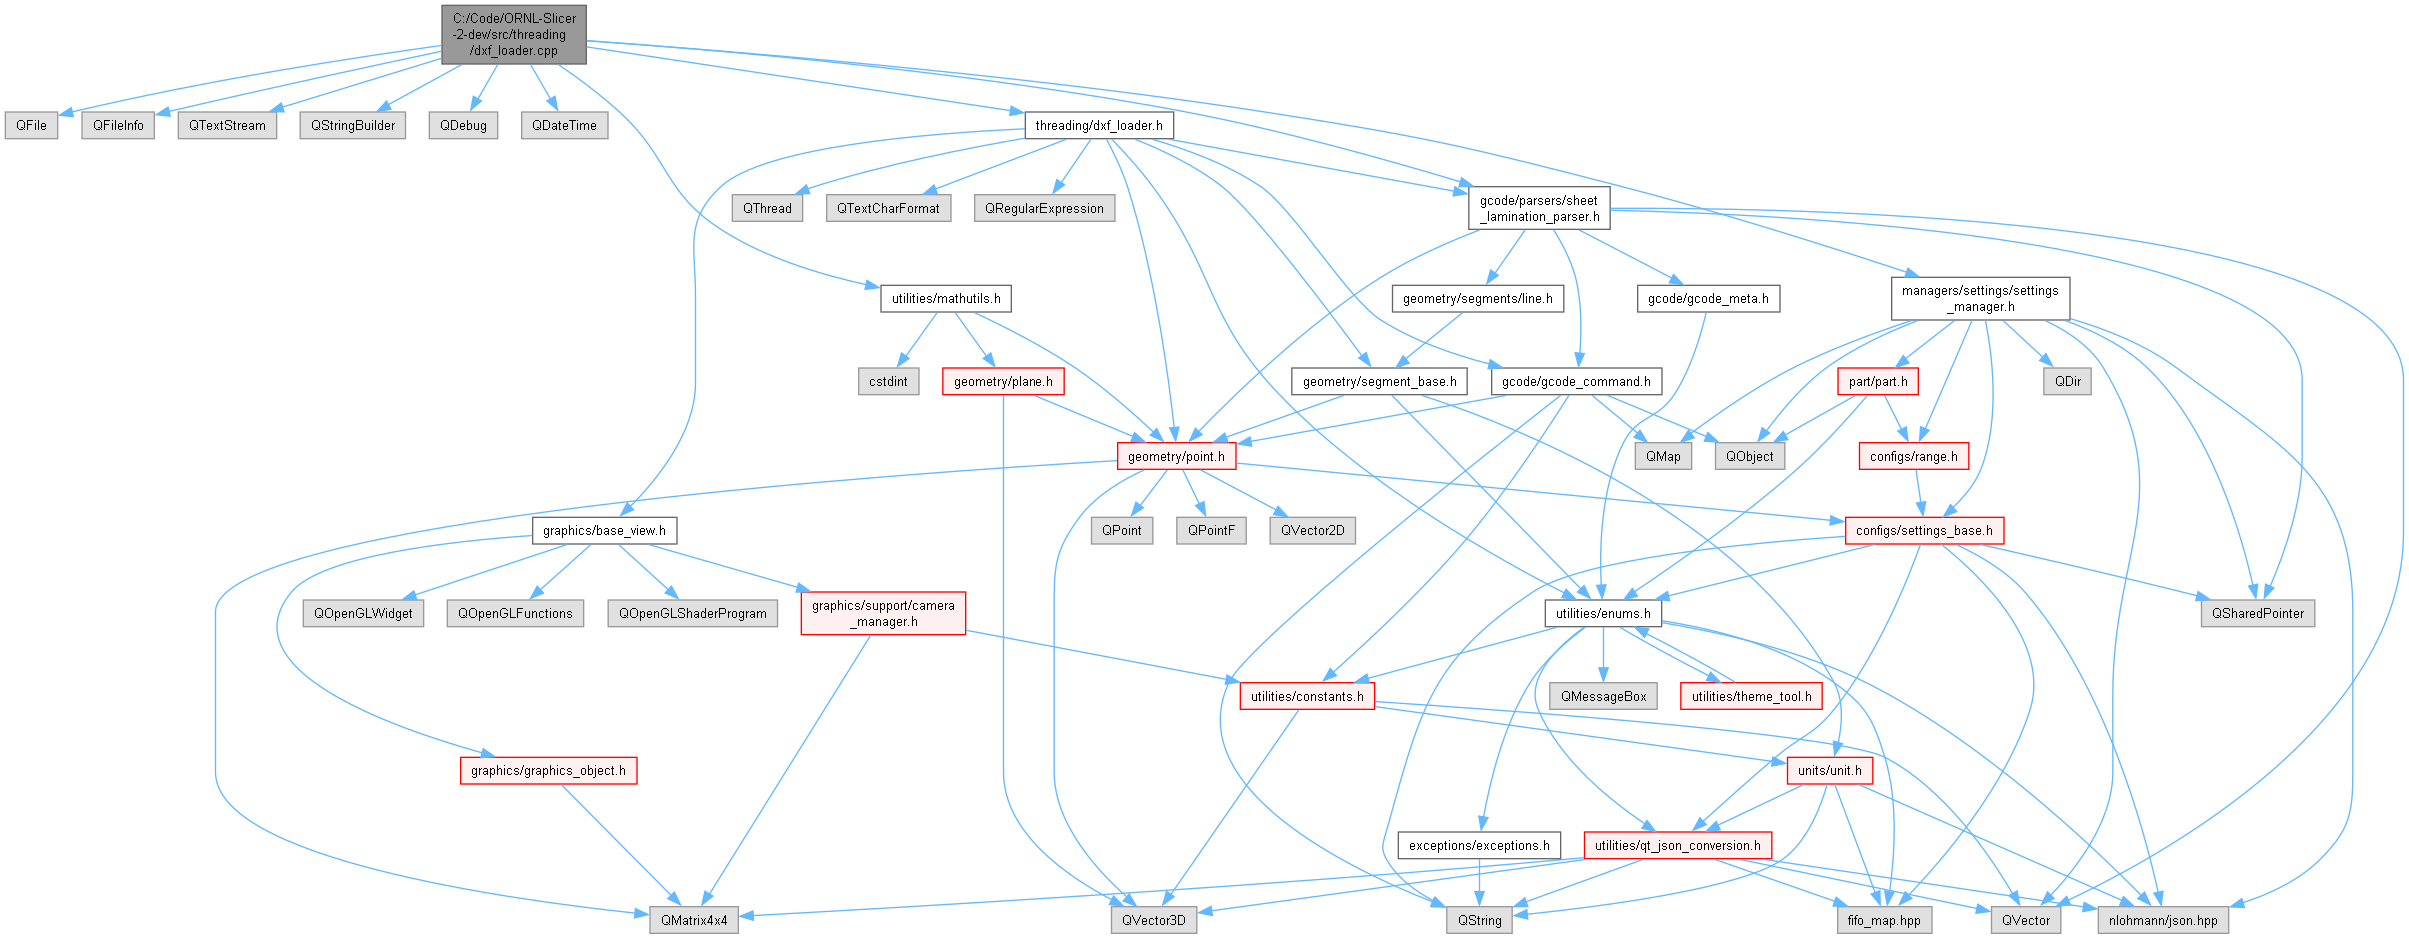 C:/Code/ORNL-Slicer
-2-dev/src/threading
/dxf_loader.cpp
QFile
QFileInfo
QTextStream
QStringBuilder
QDebug
QDateTime
threading/dxf_loader.h
QThread
QTextCharFormat
QRegularExpression
gcode/parsers/sheet
_lamination_parser.h
utilities/mathutils.h
geometry/segments/line.h
gcode/gcode_meta.h
managers/settings/settings
_manager.h
cstdint
geometry/plane.h
geometry/segment_base.h
gcode/gcode_command.h
part/part.h
QDir
geometry/point.h
QMap
QObject
configs/range.h
graphics/base_view.h
QPoint
QPointF
QVector2D
configs/settings_base.h
QOpenGLWidget
QOpenGLFunctions
QOpenGLShaderProgram
graphics/support/camera
_manager.h
utilities/enums.h
QSharedPointer
utilities/constants.h
QMessageBox
utilities/theme_tool.h
graphics/graphics_object.h
units/unit.h
exceptions/exceptions.h
utilities/qt_json_conversion.h
QMatrix4x4
QVector3D
QString
fifo_map.hpp
QVector
nlohmann/json.hpp